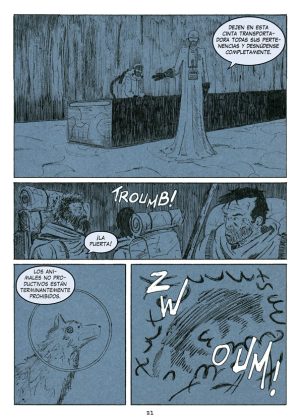 DEJEN EN ESTA
CINTA TRANSPORTA-
DORA TODAS SUS PERTE-
NENCIAS Y DESNÚDENSE
COMPLETAMENTE.
TROUMB!
¡LA
PUERTA!
LOS ANI-
MALES NO PRO-
DUCTIVOS ESTÁN
TERMINANTEMENTE
PROHIBIDOS.
ZW
OUM!
31